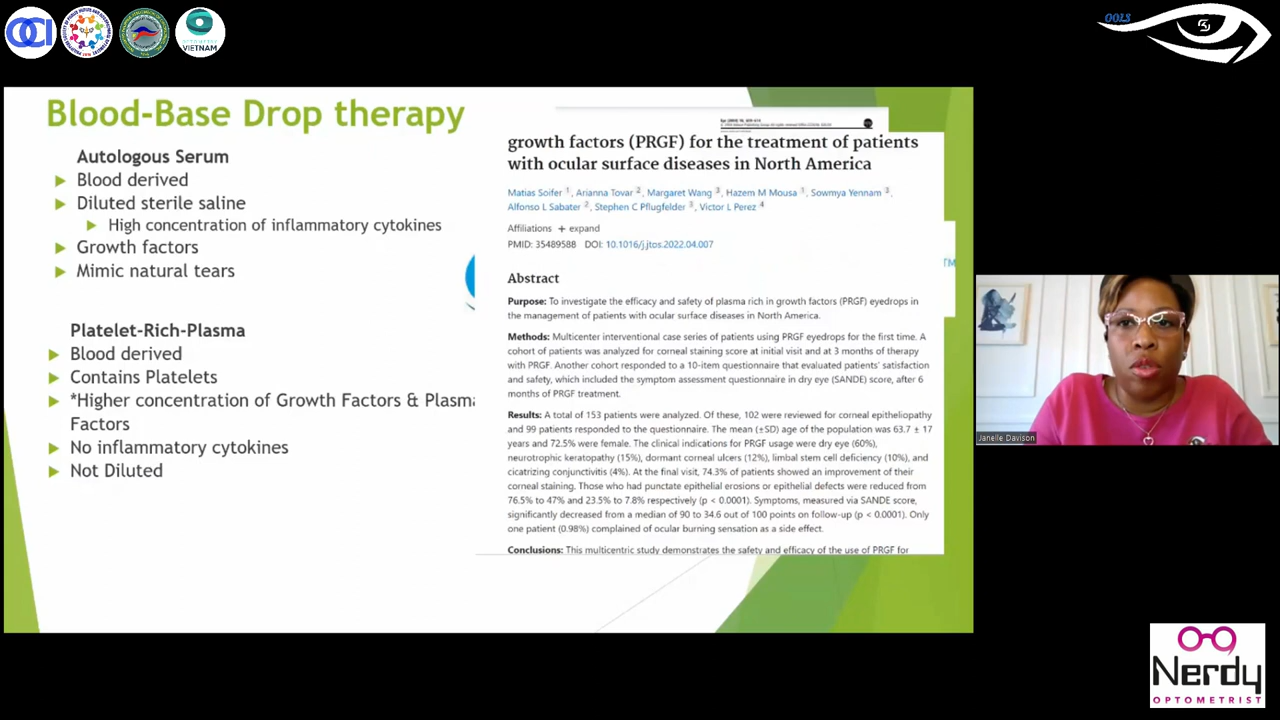 OCI
OPTOMETRY
VIETNAM
OOLS
Blood-Base Drop therapy
Autologous Serum
Blood derived
Diluted sterile saline
High concentration of inflammatory cytokines
Growth factors
Mimic natural tears
Platelet-Rich-Plasma
Blood derived
Contains Platelets
*Higher concentration of Growth Factors & Plasma
Factors
No inflammatory cytokines
Not Diluted
growth factors (PRGF) for the treatment of patients
with ocular surface diseases in North America
Matias Soifer 1, Arianna Tovar 2, Margaret Wang 3, Hazem M Mousa 1, Sowmya Yennam 3,
Alfonso L Sabater 2, Stephen C Pflugfelder 3, Victor L Perez 4
Affiliations + expand
PMID: 35489588 DOI: 10.1016/j.jtos.2022.04.007
Abstract
Purpose: To investigate the efficacy and safety of plasma rich in growth factors (PRGF) eyedrops in
the management of patients with ocular surface diseases in North America.
Methods: Multicenter interventional case series of patients using PRGF eyedrops for the first time. A
cohort of patients was analyzed for corneal staining score at initial visit and at 3 months of therapy
with PRGF. Another cohort responded to a 10-item questionnaire that evaluated patients' satisfaction
and safety, which included the symptom assessment questionnaire in dry eye (SANDE) score, after 6
months of PRGF treatment.
Results: A total of 153 patients were analyzed. Of these, 102 were reviewed for corneal epitheliopathy
and 99 patients responded to the questionnaire. The mean (±SD) age of the population was 63.7 ± 17
years and 72.5% were female. The clinical indications for PRGF usage were dry eye (60%),
neurotrophic keratopathy (15%), dormant corneal ulcers (12%), limbal stem cell deficiency (10%), and
cicatrizing conjunctivitis (4%). At the final visit, 74.3% of patients showed an improvement of their
corneal staining. Those who had punctate epithelial erosions or epithelial defects were reduced from
76.5% to 47% and 23.5% to 7.8% respectively (p < 0.0001). Symptoms, measured via SANDE score,
significantly decreased from a median of 90 to 34.6 out of 100 points on follow-up (p < 0.0001). Only
one patient (0.98%) complained of ocular burning sensation as a side effect.
Conclusions: This multicentric study demonstrates the safety and efficacy of the use of PRGF for
TM
Janelle Davison
Nerdy
OPTOMETRIST